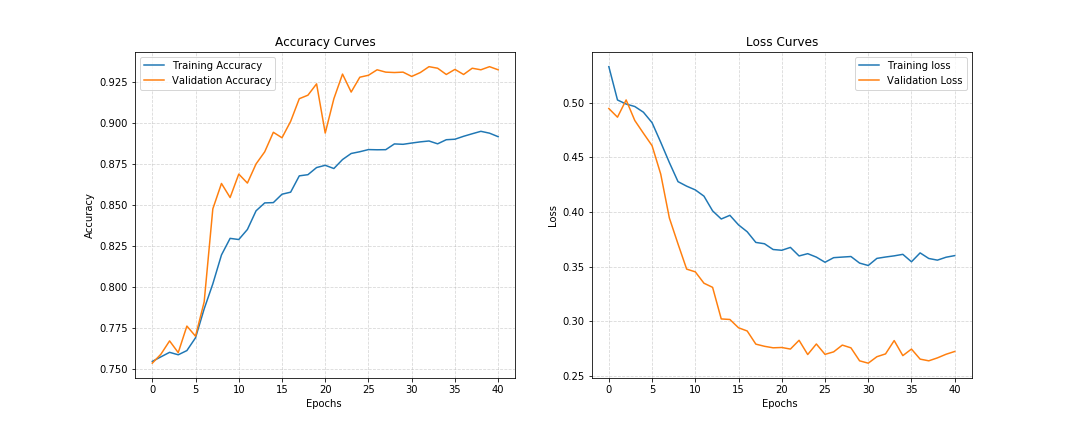 Accuracy Curves
Training Accuracy
Validation Accuracy
Accuracy
0.925
0.900
0.875
0.850
0.825
0.800
0.775
0.750
0 5 10 15 20 25 30 35 40
Epochs
Loss Curves
Training loss
Validation Loss
Loss
0.50
0.45
0.40
0.35
0.30
0.25
0 5 10 15 20 25 30 35 40
Epochs